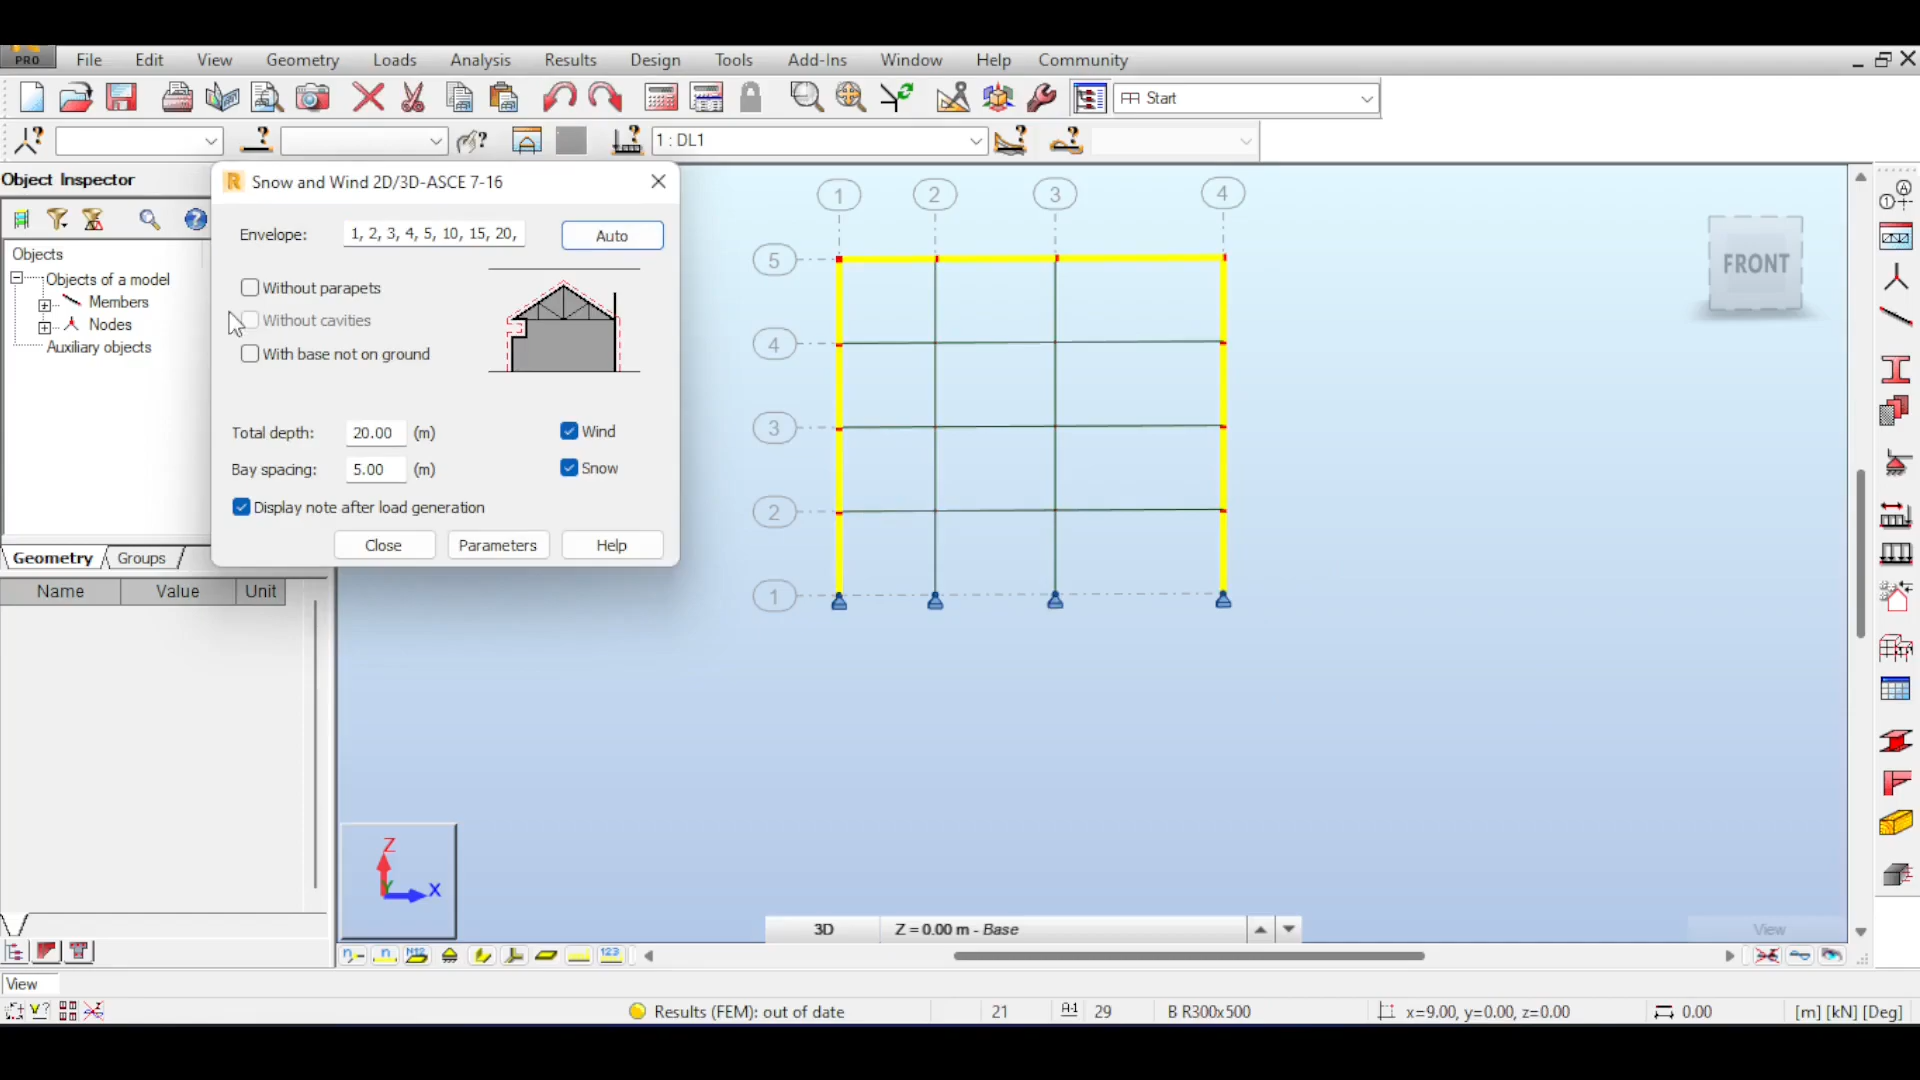 PRO
File Edit View Geometry Loads Analysis Results Design Tools Add-Ins Window Help Community
Start
1 : DL1
Object Inspector
Objects
Objects of a model
Members
Nodes
Auxiliary objects
Geometry Groups
Name Value Unit
Snow and Wind 2D/3D-ASCE 7-16
Envelope: 1, 2, 3, 4, 5, 10, 15, 20, Auto
Without parapets
Without cavities
With base not on ground
Total depth: 20.00 (m) Wind
Bay spacing: 5.00 (m) Snow
Display note after load generation
Close Parameters Help
1 2 3 4
5
4
3
2
1
FRONT
Z
Y
X
3D Z = 0.00 m - Base
View
View
Results (FEM): out of date 21 29 B R300x500 x=9.00, y=0.00, z=0.00 0.00 [m] [kN] [Deg]